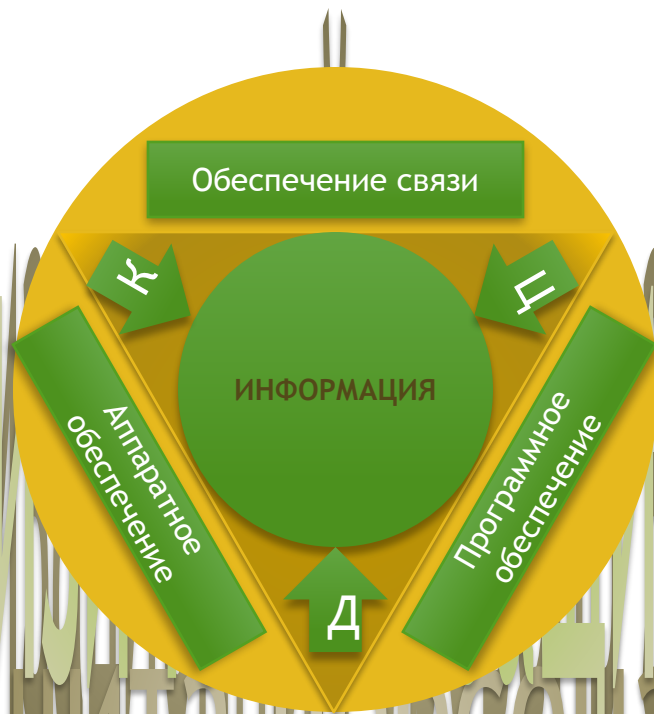 Обеспечение связи
К
Ц
ИНФОРМАЦИЯ
Аппаратное
обеспечение
Программное
обеспечение
Д